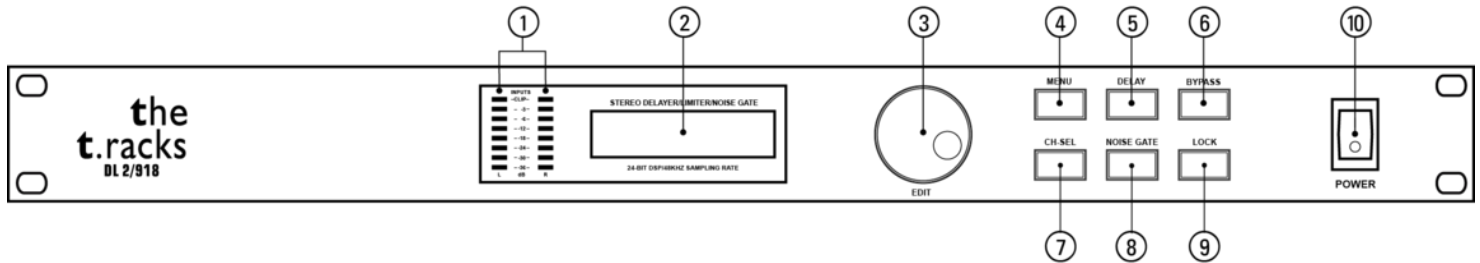 1
2
3
4
5
6
10
the
t.racks
DL 2/918
INPUTS
CLIP
-3
-6
-12
-18
-24
-30
-36
L dB R
STEREO DELAYER/LIMITER/NOISE GATE
24-BIT DSP/48KHZ SAMPLING RATE
EDIT
MENU DELAY BYPASS
CH-SEL NOISE GATE LOCK
POWER
7
8
9